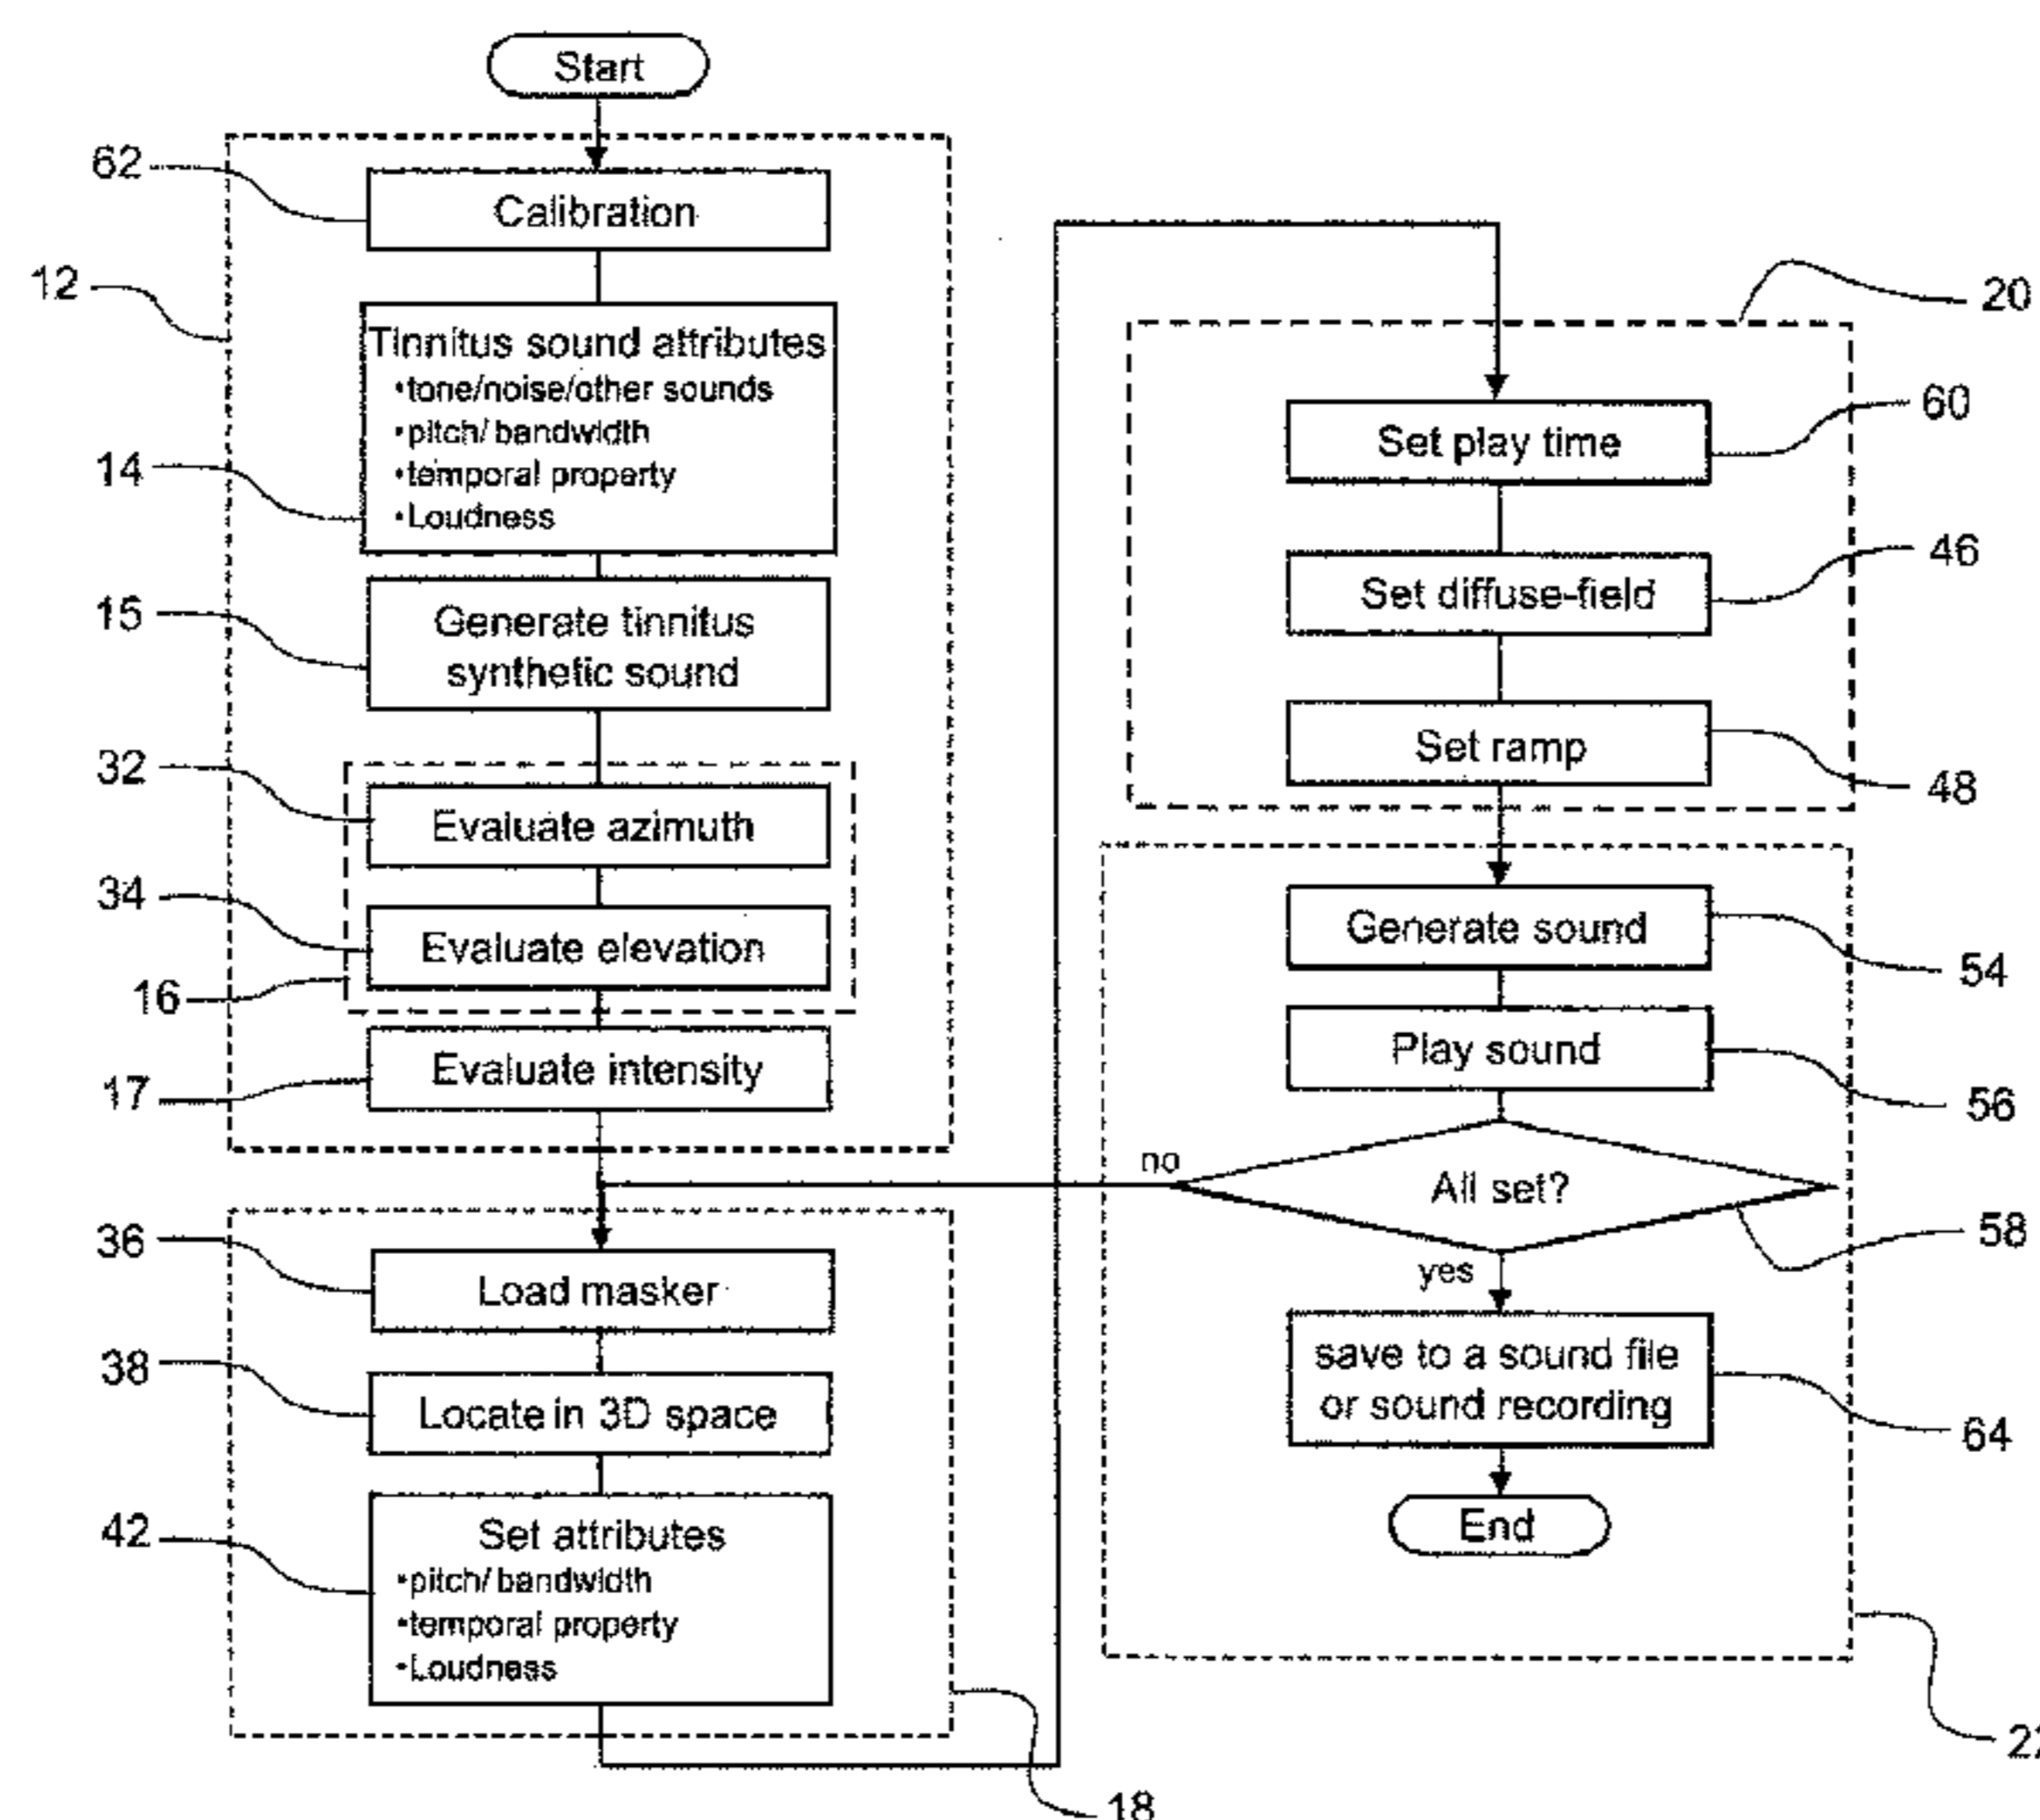 Start
62
Calibration
12
Tinnitus sound attributes
•tone/noise/other sounds
•pitch/bandwidth
•temporal property
•Loudness
14
15
Generate tinnitus
synthetic sound
32
Evaluate azimuth
34
Evaluate elevation
16
17
Evaluate intensity
36
Load masker
38
Locate in 3D space
42
Set attributes
•pitch/bandwidth
•temporal property
•Loudness
18
20
Set play time
60
Set diffuse-field
46
Set ramp
48
Generate sound
54
Play sound
56
no
All set?
58
yes
save to a sound file
or sound recording
64
End
22